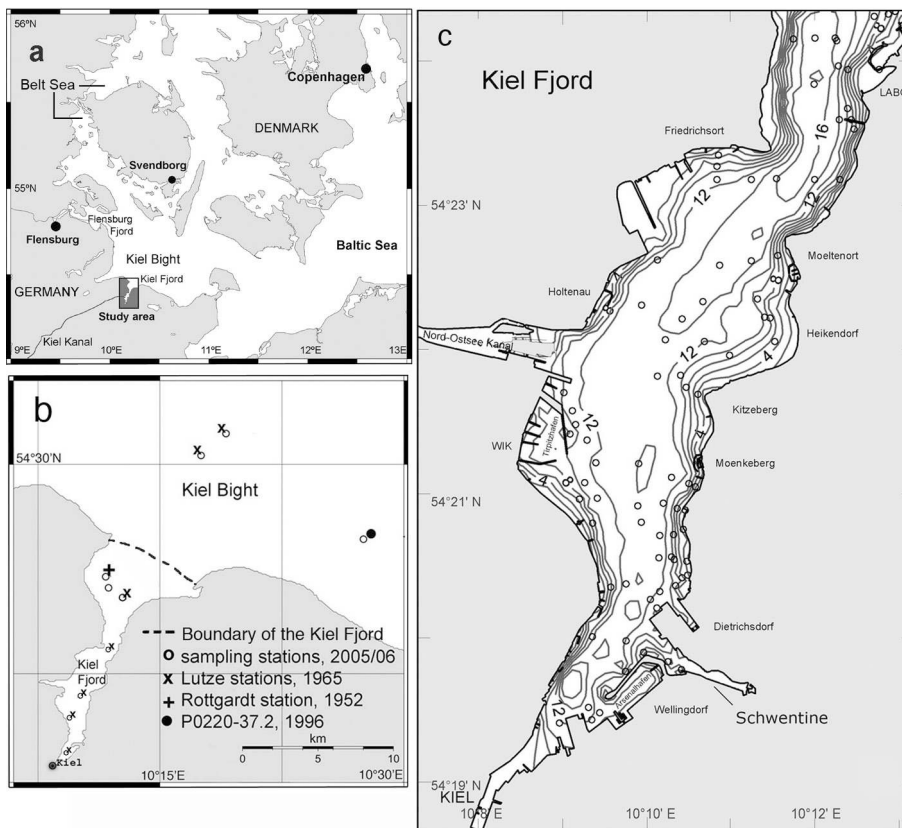 a
56°N
Belt Sea
Copenhagen
DENMARK
Svendborg
55°N
Flensburg
Fjord
Flensburg
Baltic Sea
Kiel Bight
Kiel Fjord
GERMANY
Study area
Kiel Kanal
9°E
10°E
11°E
12°E
13°E
b
x
x
54°30'N
Kiel Bight
x
Boundary of the Kiel Fjord
o sampling stations, 2005/06
x Lutze stations, 1965
+ Rottgardt station, 1952
P0220-37.2, 1996
Kiel
Fjord
x
x
x
x
km
0 5 10
Kiel
10°15'E
10°30'E
c
Kiel Fjord
LABO
16
Friedrichsort
12
12
54°23' N
Moeltenort
8
Holtenau
Heikendorf
Nord-Ostsee Kanal
12
4
Kitzeberg
12
WIK
Tirpitzhafen
4
Moenkeberg
4
8
54°21' N
Dietrichsdorf
Arsenalhafen
Wellingdorf
Schwentine
12
54°19' N
KIEL
10°8' E
10°10' E
10°12' E